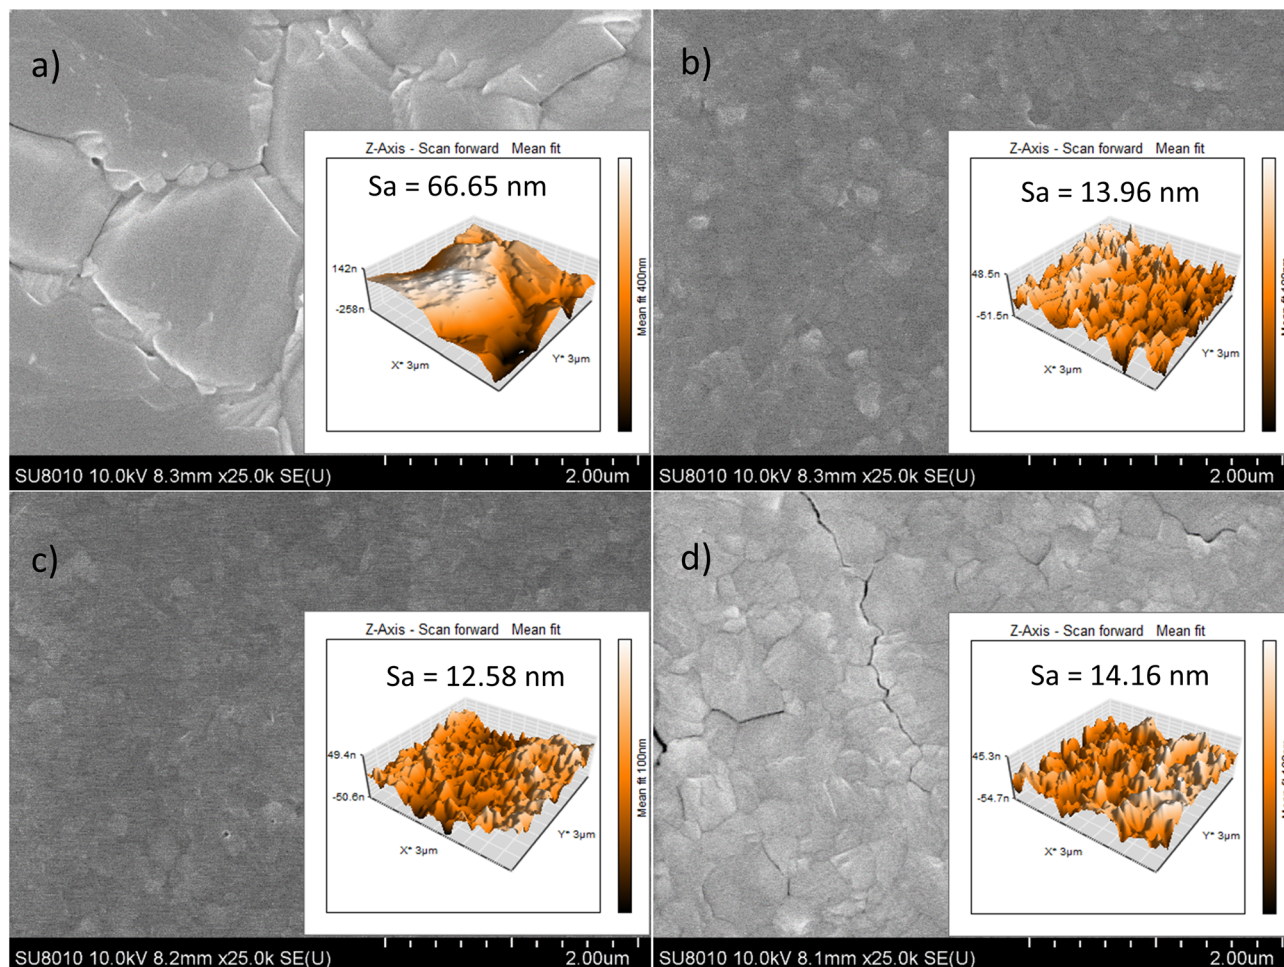 a)
Z-Axis - Scan forward Mean fit
Sa = 66.65 nm
142n
-258n
X* 3µm
Y* 3µm
Mean fit 400nm
SU8010 10.0kV 8.3mm x25.0k SE(U)
2.00um
b)
Z-Axis - Scan forward Mean fit
Sa = 13.96 nm
48.5n
-51.5n
X* 3µm
Y* 3µm
SU8010 10.0kV 8.3mm x25.0k SE(U)
2.00um
c)
Z-Axis - Scan forward Mean fit
Sa = 12.58 nm
49.4n
-50.6n
X* 3µm
Y* 3µm
Mean fit 100nm
SU8010 10.0kV 8.2mm x25.0k SE(U)
2.00um
d)
Z-Axis - Scan forward Mean fit
Sa = 14.16 nm
45.3n
-54.7n
X* 3µm
Y* 3µm
SU8010 10.0kV 8.1mm x25.0k SE(U)
2.00um